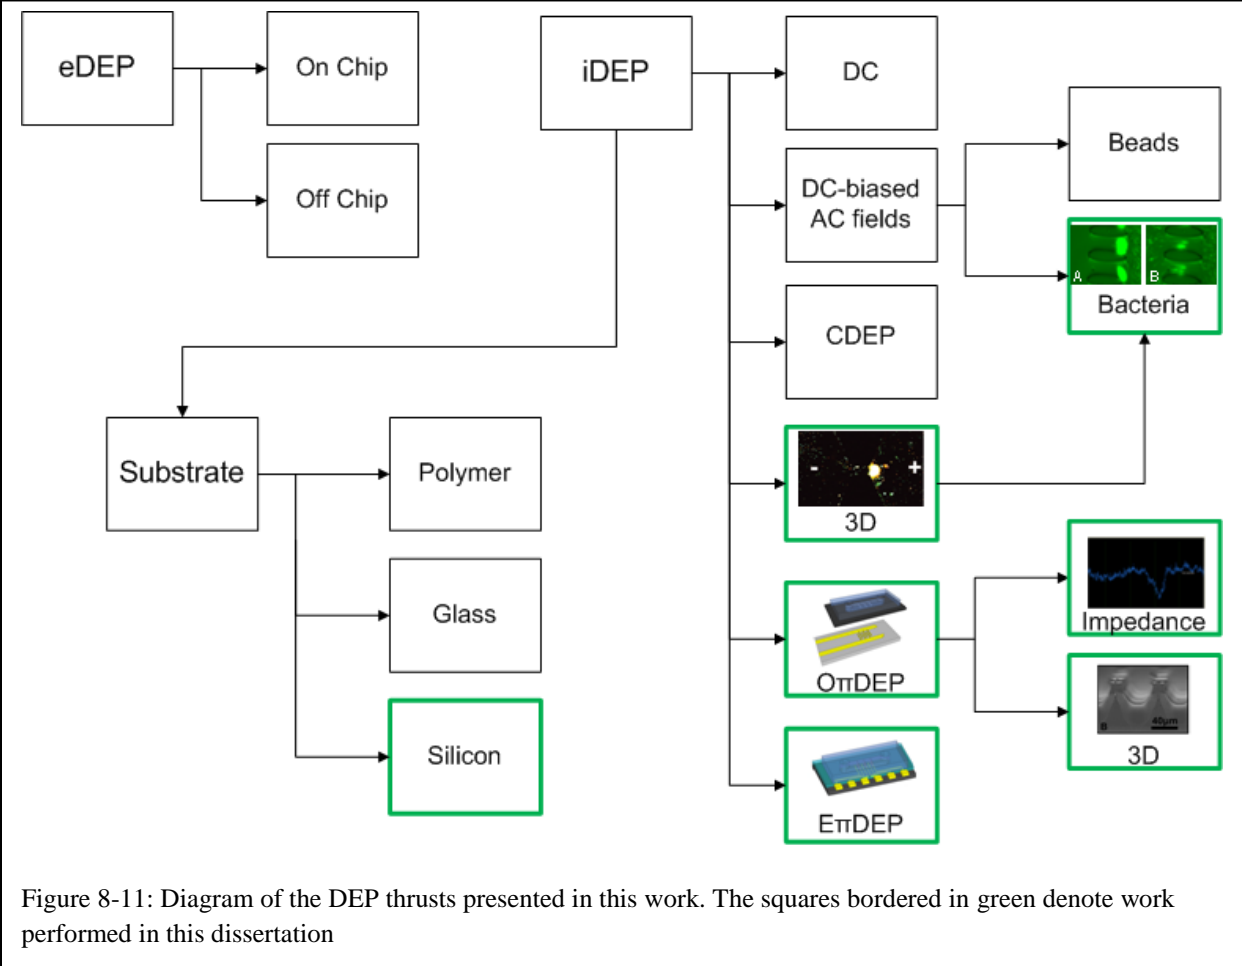 eDEP
On Chip
Off Chip
iDEP
DC
DC-biased
AC fields
Beads
A
B
Bacteria
CDEP
-
+
3D
Substrate
Polymer
Glass
Silicon
OππDEP
Impedance
B
40µm
3D
EπDEP
Figure 8-11: Diagram of the DEP thrusts presented in this work. The squares bordered in green denote work
performed in this dissertation